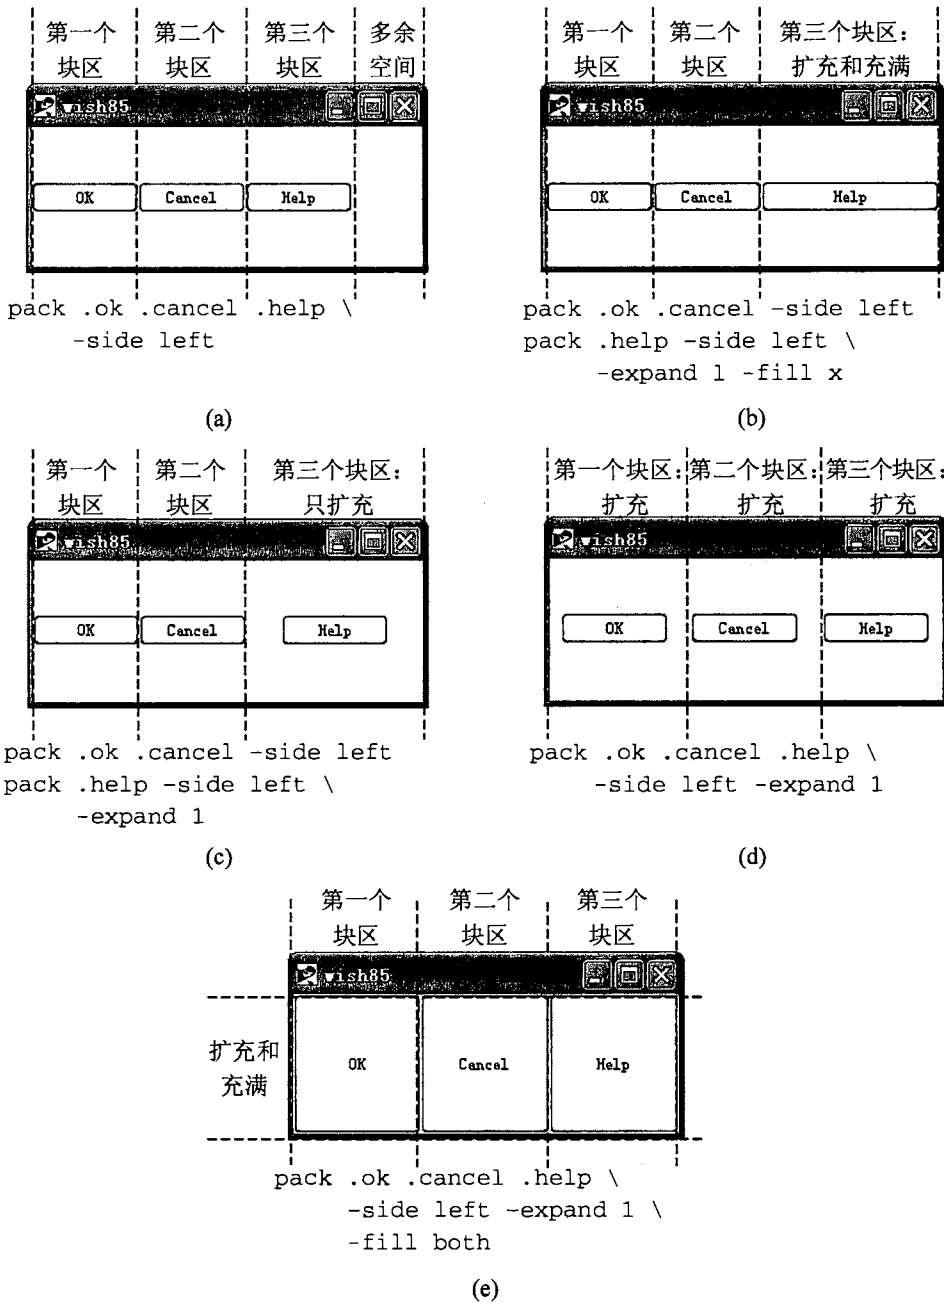 第一个 第二个 第三个 多余
块区 块区 块区 空间
wish85
OK Cancel Help
pack .ok .cancel .help \
-side left
(a)
第一个 第二个 第三个块区：
块区 块区 扩充和充满
wish85
OK Cancel Help
pack .ok .cancel -side left
pack .help -side left \
-expand 1 -fill x
(b)
第一个 第二个 第三个块区：
块区 块区 只扩充
wish85
OK Cancel Help
pack .ok .cancel -side left
pack .help -side left \
-expand 1
(c)
第一个块区： 第二个块区： 第三个块区：
扩充 扩充 扩充
wish85
OK Cancel Help
pack .ok .cancel .help \
-side left -expand 1
(d)
第一个 第二个 第三个
块区 块区 块区
wish85
扩充和
充满
OK Cancel Help
pack .ok .cancel .help \
-side left -expand 1 \
-fill both
(e)